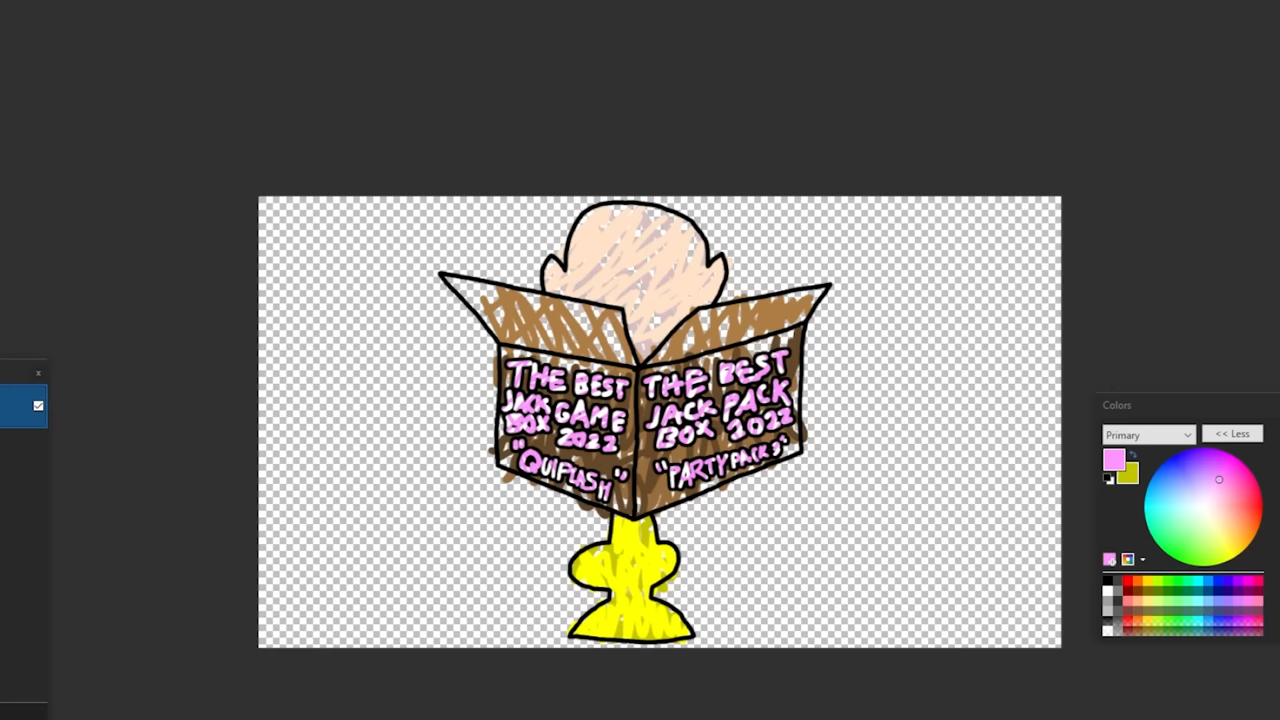 THE BEST
JACK GAME
BOX 2022
"QUIPLASH"
THE BEST
JACK PACK
BOX 2022
"PARTY PACK 3"
x
Colors
Primary
<< Less